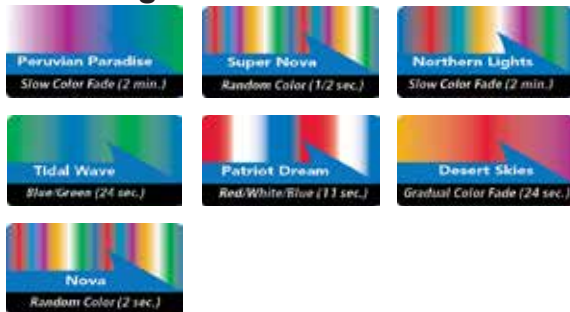 Peruvian Paradise
Slow Color Fade (2 min.)
Super Nova
Random Color (1/2 sec.)
Northern Lights
Slow Color Fade (2 min.)
Tidal Wave
Blue/Green (24 sec.)
Patriot Dream
Red/White/Blue (11 sec.)
Desert Skies
Gradual Color Fade (24 sec.)
Nova
Random Color (2 sec.)